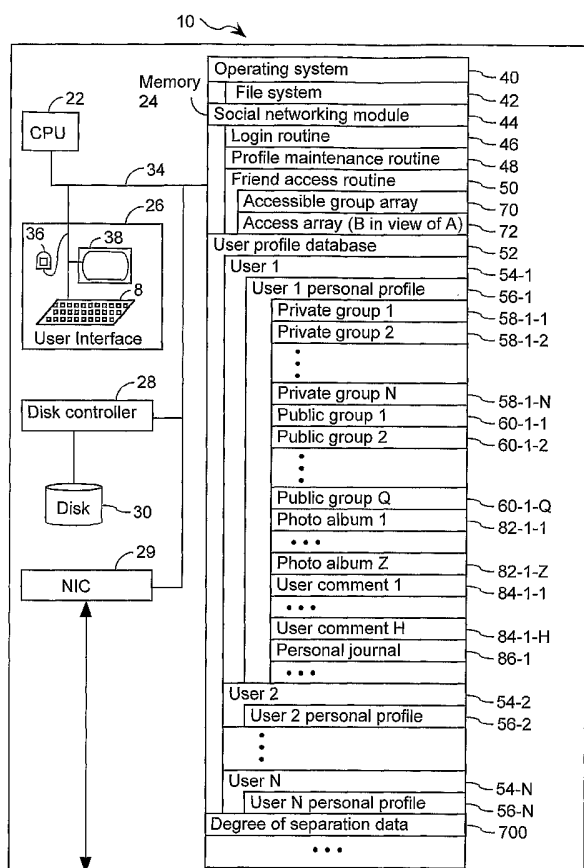 10
Memory
24
22
CPU
34
26
36
38
8
User Interface
28
Disk controller
Disk
30
29
NIC
Operating system 40
File system 42
Social networking module 44
Login routine 46
Profile maintenance routine 48
Friend access routine 50
Accessible group array 70
Access array (B in view of A) 72
User profile database 52
User 1 54-1
User 1 personal profile 56-1
Private group 1 58-1-1
Private group 2 58-1-2
Private group N 58-1-N
Public group 1 60-1-1
Public group 2 60-1-2
Public group Q 60-1-Q
Photo album 1 82-1-1
Photo album Z 82-1-Z
User comment 1 84-1-1
User comment H 84-1-H
Personal journal 86-1
User 2 54-2
User 2 personal profile 56-2
User N 54-N
User N personal profile 56-N
Degree of separation data 700